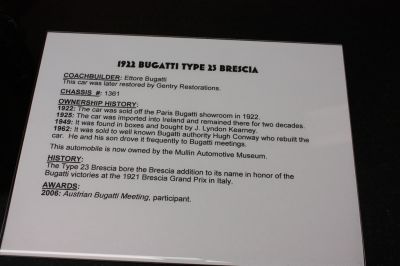 1922 BUGATTI TYPE 23 BRESCIA
COACHBUILDER: Ettore Bugatti
This car was later restored by Gentry Restorations.
CHASSIS #: 1361
OWNERSHIP HISTORY:
1922: The car was sold off the Paris Bugatti showroom in 1922.
1925: The car was imported into Ireland and remained there for two decades.
1949: It was found in boxes and bought by J. Lyndon Kearney.
1962: It was sold to well known Bugatti authority Hugh Conway who rebuilt the
car. He and his son drove it frequently to Bugatti meetings.
This automobile is now owned by the Mullin Automotive Museum.
HISTORY:
The Type 23 Brescia bore the Brescia addition to its name in honor of the
Bugatti victories at the 1921 Brescia Grand Prix in Italy.
AWARDS:
2006: Austrian Bugatti Meeting, participant.